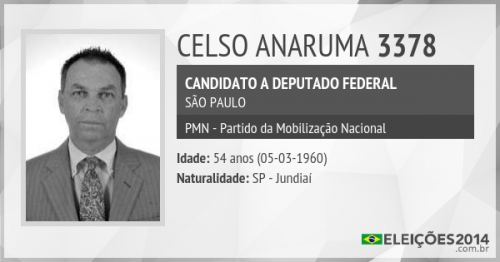 CELSO ANARUMA 3378
CANDIDATO A DEPUTADO FEDERAL
SÃO PAULO
PMN - Partido da Mobilização Nacional
Idade: 54 anos (05-03-1960)
Naturalidade: SP - Jundiaí
ELEIÇÕES2014
.com.br